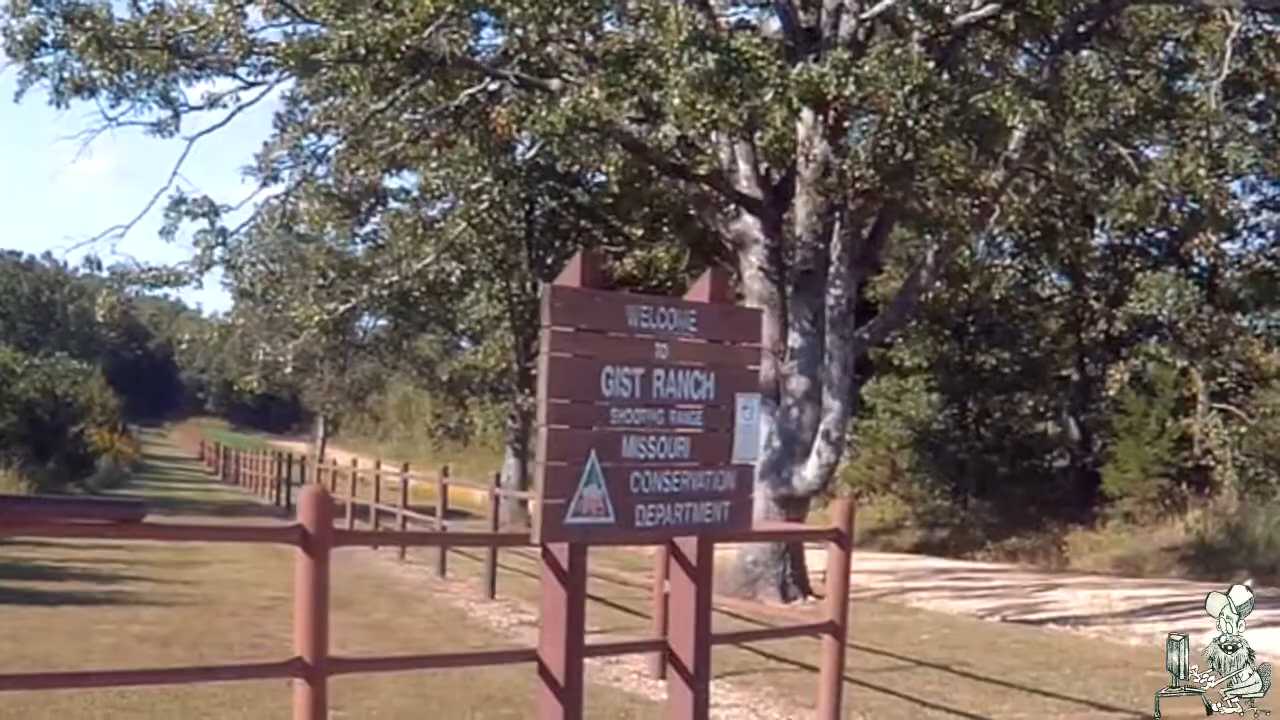 WELCOME
TO
GIST RANCH
SHOOTING RANGE
MISSOURI
CONSERVATION
DEPARTMENT